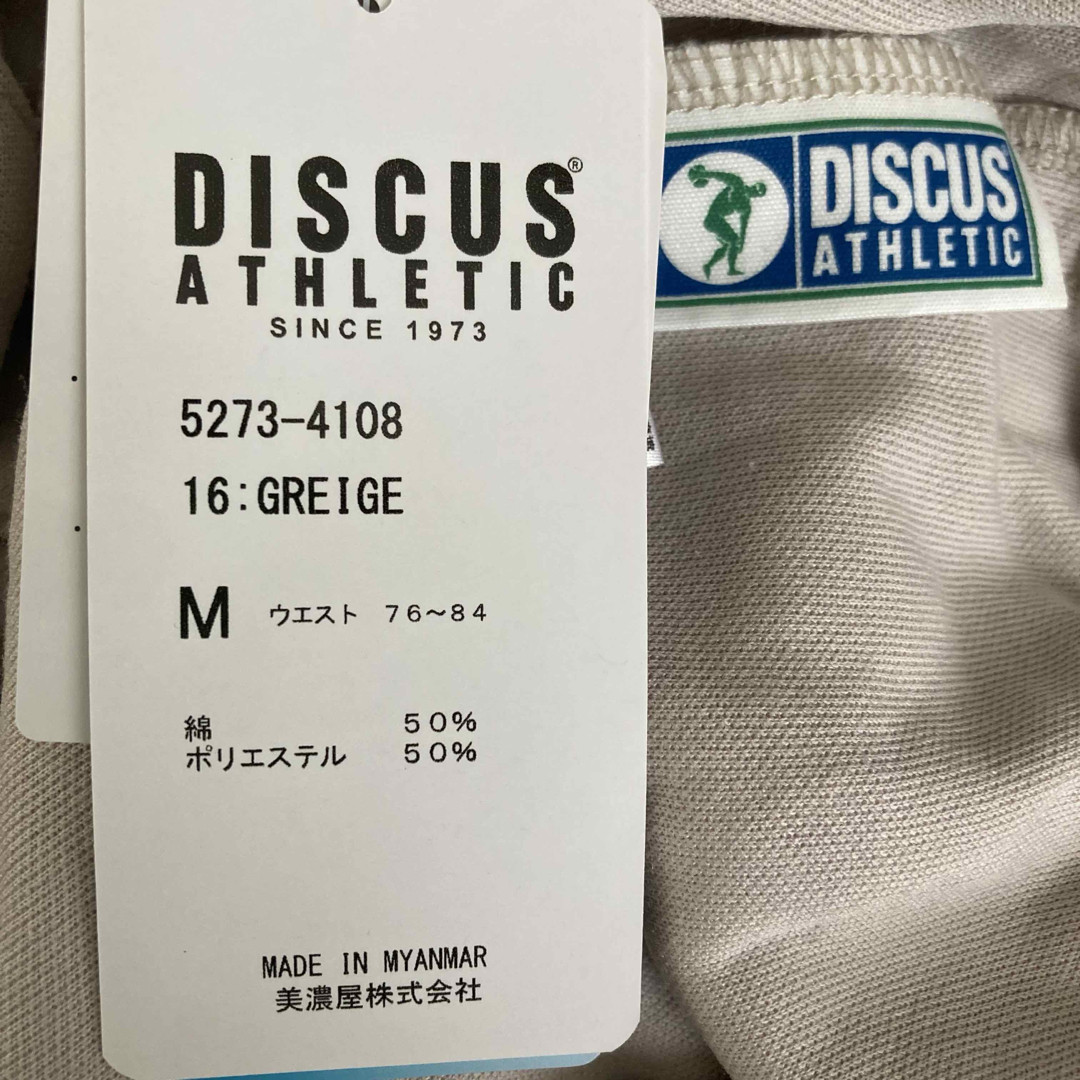 DISCUS®
ATHLETIC
SINCE 1973
5273-4108
16:GREIGE
M ウエスト 76~84
綿 50%
ポリエステル 50%
MADE IN MYANMAR
美濃屋株式会社
DISCUS
ATHLETIC